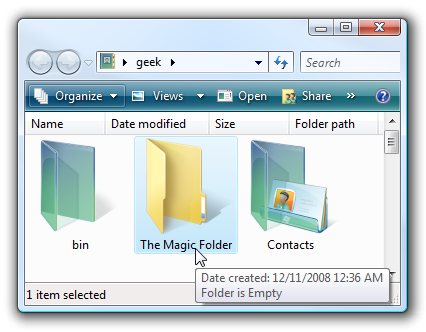 geek
Search
Organize Views Open Share »
Name Date modified Size Folder path
bin The Magic Folder Contacts
Date created: 12/11/2008 12:36 AM
Folder is Empty
1 item selected